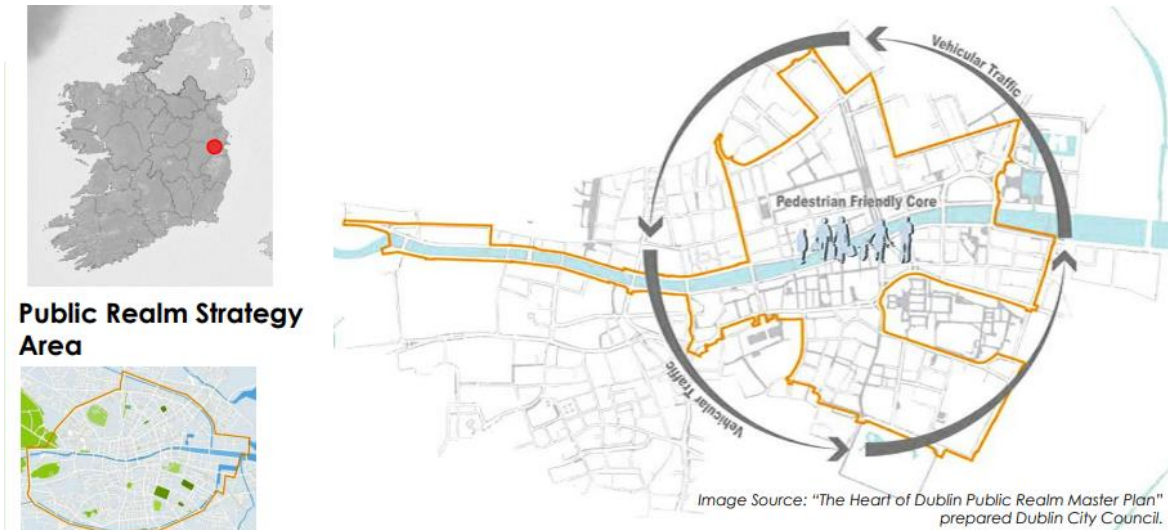 Public Realm Strategy
Area
Vehicular Traffic
Pedestrian Friendly Core
Vehicular Traffic
Image Source: “The Heart of Dublin Public Realm Master Plan”
prepared Dublin City Council.